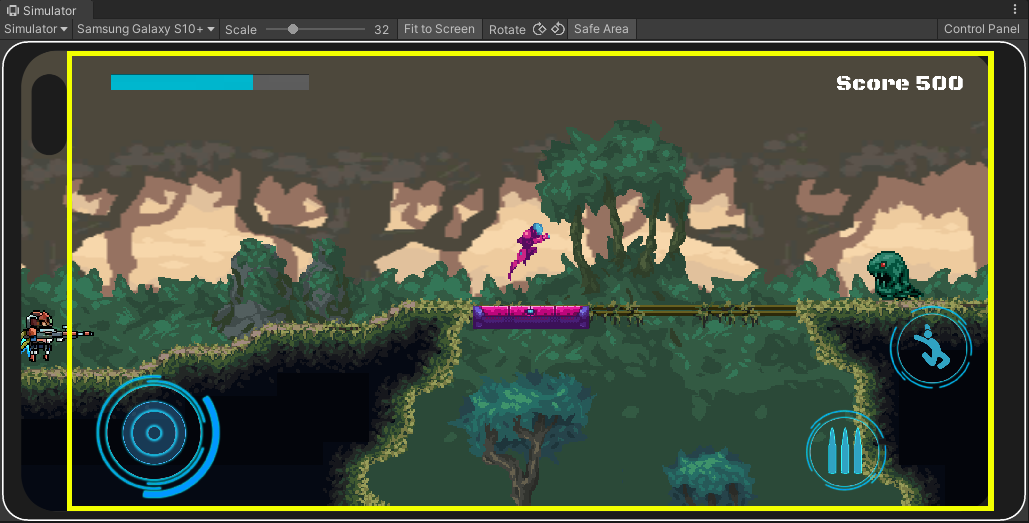 Simulator
Simulator Samsung Galaxy S10+ Scale 32 Fit to Screen Rotate Safe Area Control Panel
Score 500